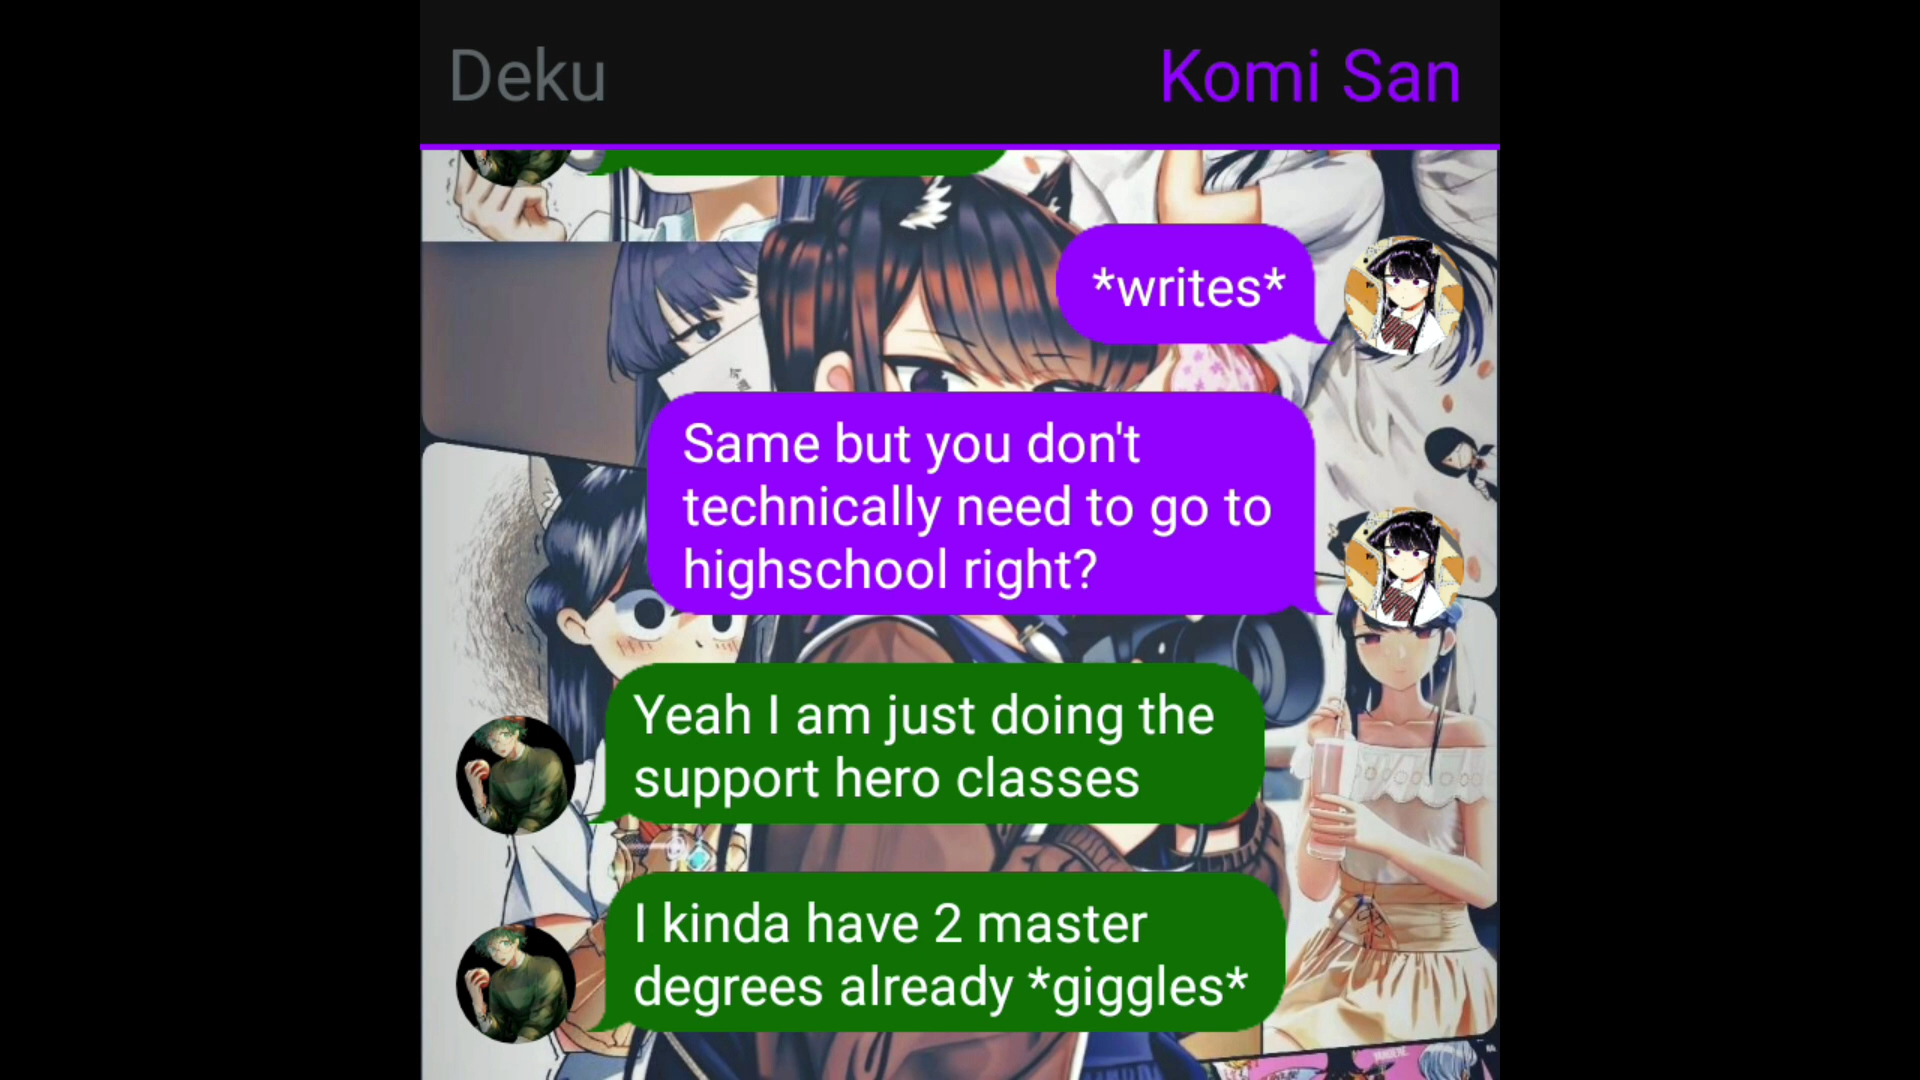 Deku
Komi San
*writes*
Same but you don't
technically need to go to
highschool right?
Yeah I am just doing the
support hero classes
I kinda have 2 master
degrees already *giggles*